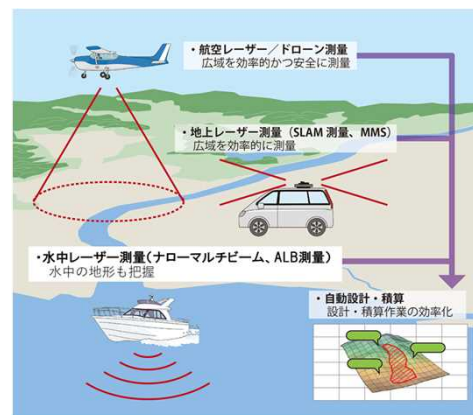 ・航空レーザー／ドローン測量
広域を効率的かつ安全に測量
・地上レーザー測量（SLAM 測量、MMS）
広域を効率的に測量
・水中レーザー測量（ナローマルチビーム、ALB測量）
水中の地形も把握
・自動設計・積算
設計・積算作業の効率化